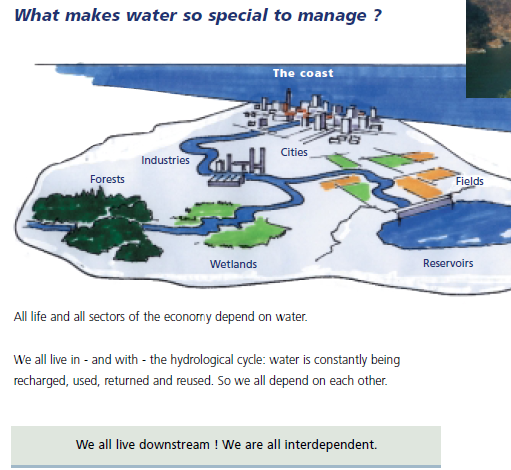 What makes water so special to manage ?
The coast
Cities
Industries
Forests
Fields
Wetlands
Reservoirs
All life and all sectors of the economy depend on water.
We all live in - and with - the hydrological cycle: water is constantly being
recharged, used, returned and reused. So we all depend on each other.
We all live downstream ! We are all interdependent.